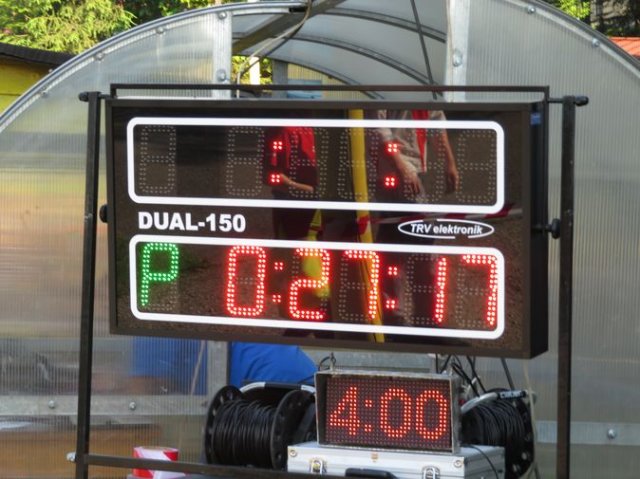 : :
DUAL-150
TRV elektronik
P 0:27:17
4:00